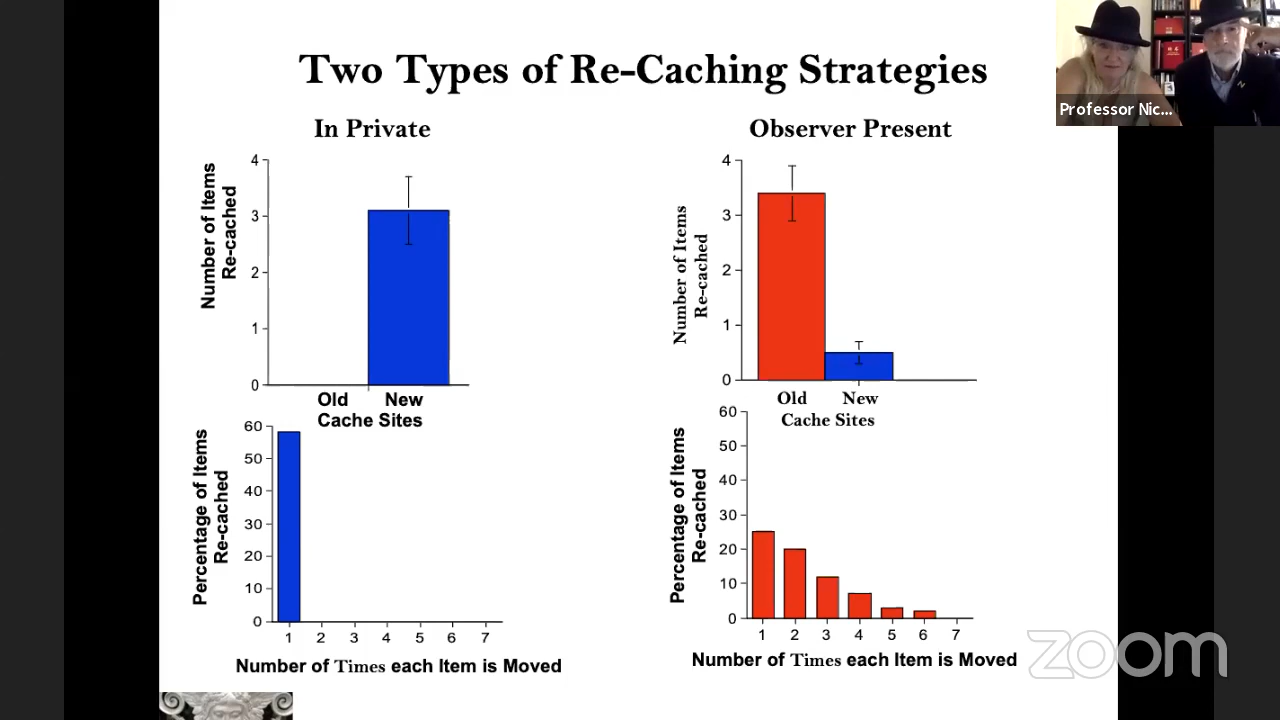 Two Types of Re-Caching Strategies
Professor Nic...
In Private
Number of Items
Re-cached
4
3
2
1
0
Old
New
Cache Sites
Observer Present
Number of Items
Re-cached
4
3
2
1
0
Old
New
Cache Sites
Percentage of Items
Re-cached
60
50
40
30
20
10
0
1 2 3 4 5 6 7
Number of Times each Item is Moved
Percentage of Items
Re-cached
60
50
40
30
20
10
0
1 2 3 4 5 6 7
Number of Times each Item is Moved
zoom